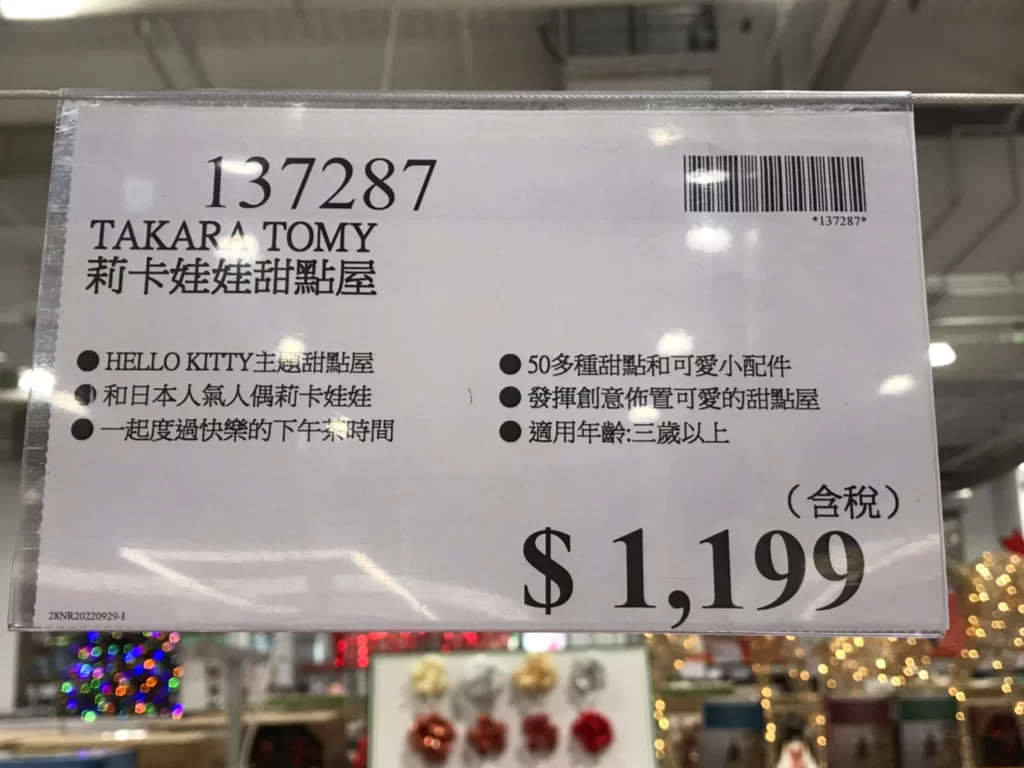 137287
*137287*
TAKARA TOMY
莉卡娃娃甜點屋
●HELLO KITTY主題甜點屋
●和日本人氣人偶莉卡娃娃
●一起度過快樂的下午茶時間
●50多種甜點和可愛小配件
●發揮創意佈置可愛的甜點屋
●適用年齡:三歲以上
（含稅）
$ 1,199
28NR20220929-1